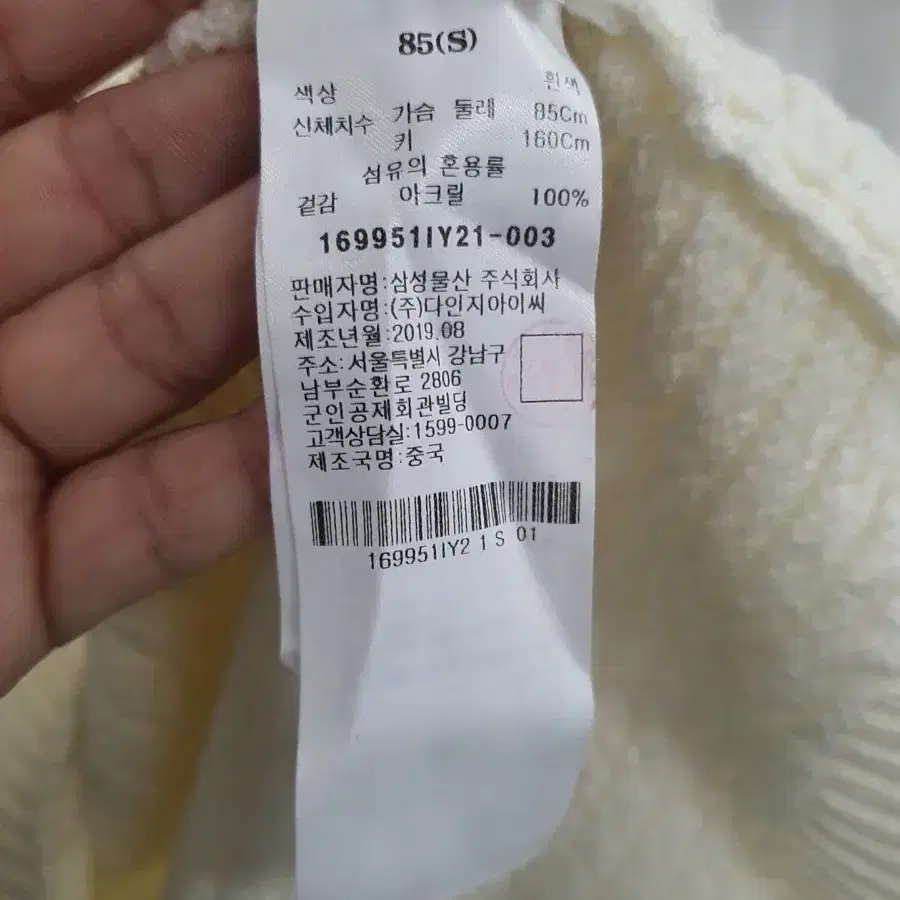 85(S)
색상 흰색
신체치수 가슴 둘레 85Cm
키 160Cm
섬유의 혼용률
겉감 아크릴 100%
169951IY21-003
판매자명:삼성물산 주식회사
수입자명:(주)다인지아이씨
제조년월:2019.08
주소:서울특별시 강남구
남부순환로 2806
군인공제회관빌딩
고객상담실:1599-0007
제조국명:중국
169951IY2 1 S 01